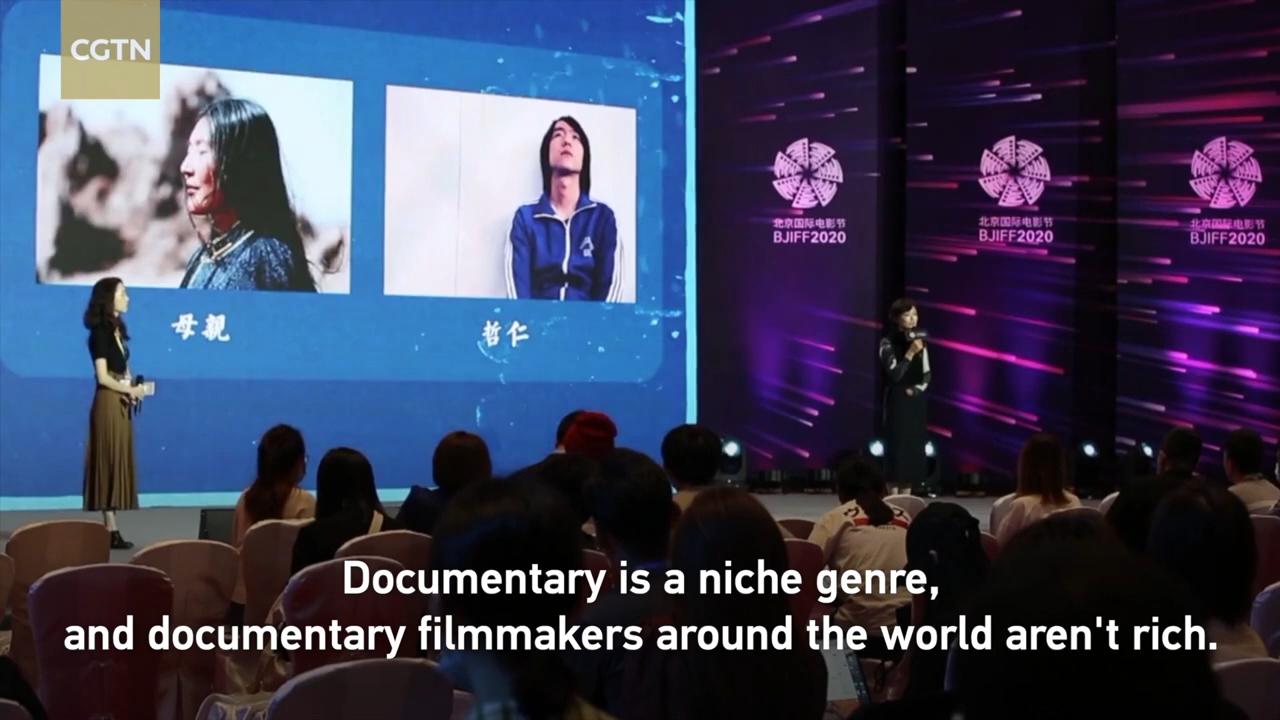 CGTN
母親
哲仁
北京国际电影节
BJIFF2020
北京国际电影节
BJIFF2020
北京国际电影节
BJIFF2020
Documentary is a niche genre,
and documentary filmmakers around the world aren't rich.